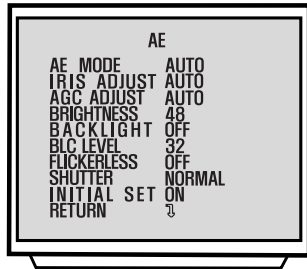 AE
AE MODE AUTO
IRIS ADJUST AUTO
AGC ADJUST AUTO
BRIGHTNESS 48
BACKLIGHT OFF
BLC LEVEL 32
FLICKERLESS OFF
SHUTTER NORMAL
INITIAL SET ON
RETURN ↴